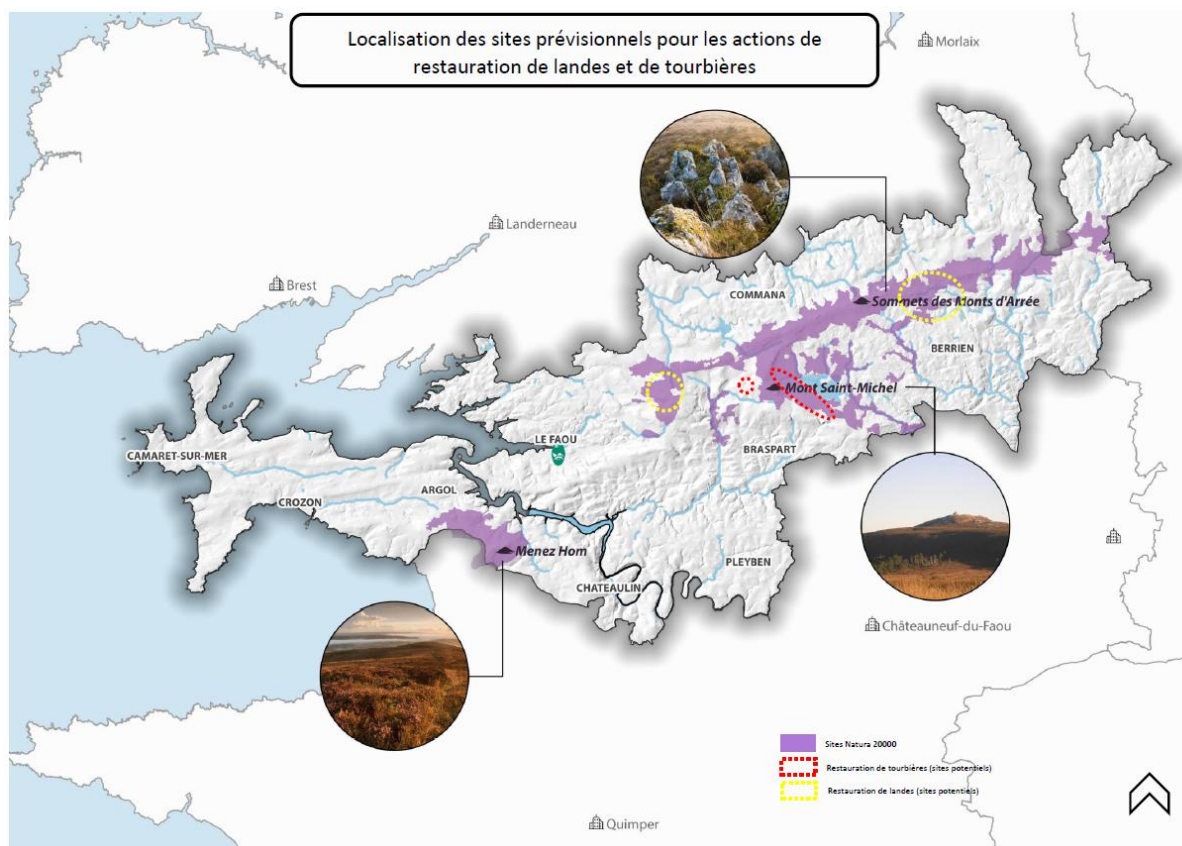 Localisation des sites prévisionnels pour les actions de
restauration de landes et de tourbières
Morlaix
Landerneau
Brest
COMMANA
Sommets des Monts d'Arrée
BERRIEN
Mont Saint-Michel
LE FAOU
BRASPART
CAMARET-SUR-MER
ARGOL
CROZON
Menez Hom
PLEYBEN
CHATEAULIN
Châteauneuf-du-Faou
Sites Natura 20000
Restauration de tourbières (sites potentiels)
Restauration de landes (sites potentiels)
Quimper